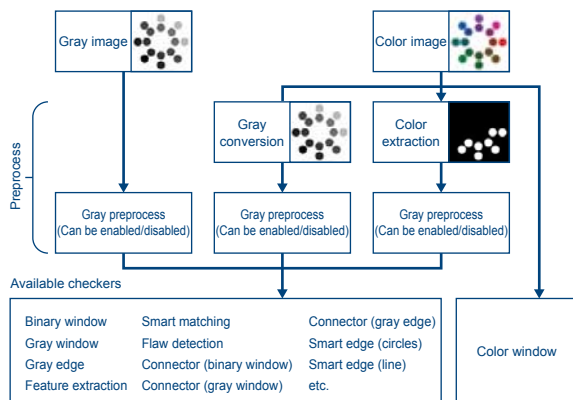 Gray image
Color image
Preprocess
Gray
conversion
Color
extraction
Gray preprocess
(Can be enabled/disabled)
Gray preprocess
(Can be enabled/disabled)
Gray preprocess
(Can be enabled/disabled)
Available checkers
Binary window
Gray window
Gray edge
Feature extraction
Smart matching
Flaw detection
Connector (binary window)
Connector (gray window)
Connector (gray edge)
Smart edge (circles)
Smart edge (line)
etc.
Color window